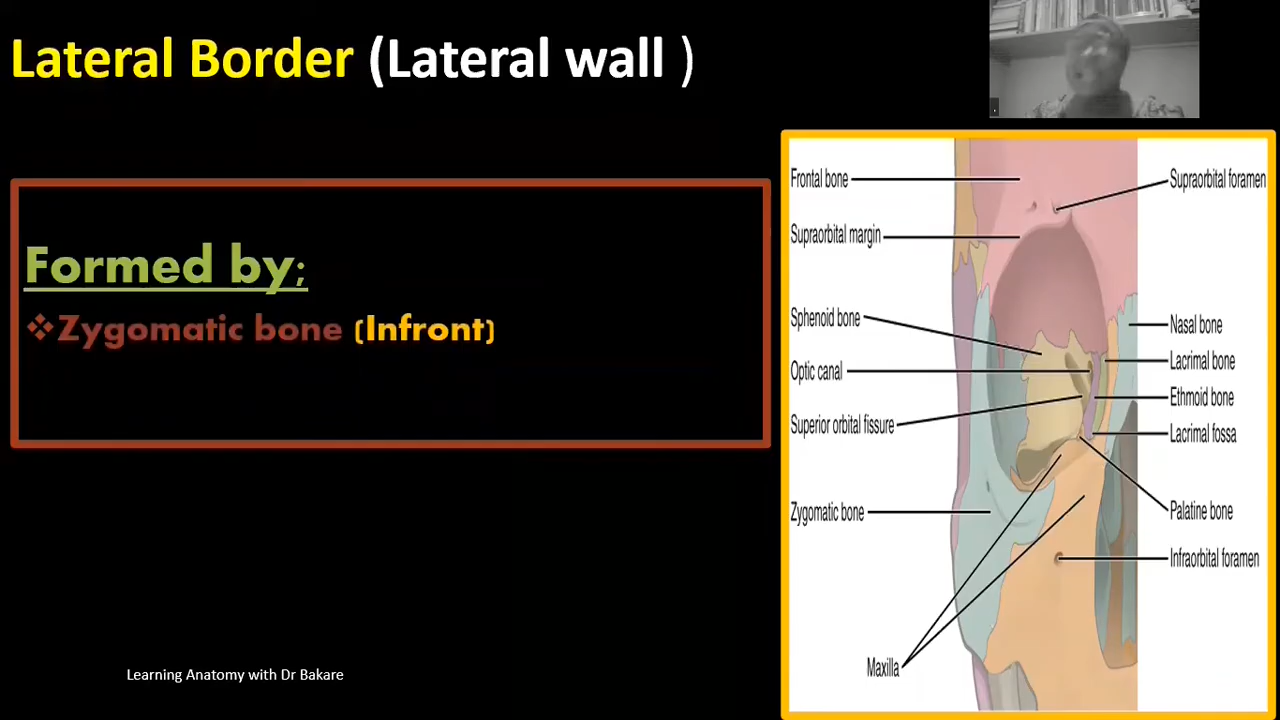 Lateral Border (Lateral wall )
Formed by;
❖Zygomatic bone (Infront)
Frontal bone
Supraorbital foramen
Supraorbital margin
Sphenoid bone
Nasal bone
Lacrimal bone
Optic canal
Ethmoid bone
Superior orbital fissure
Lacrimal fossa
Zygomatic bone
Palatine bone
Infraorbital foramen
Maxilla
Learning Anatomy with Dr Bakare